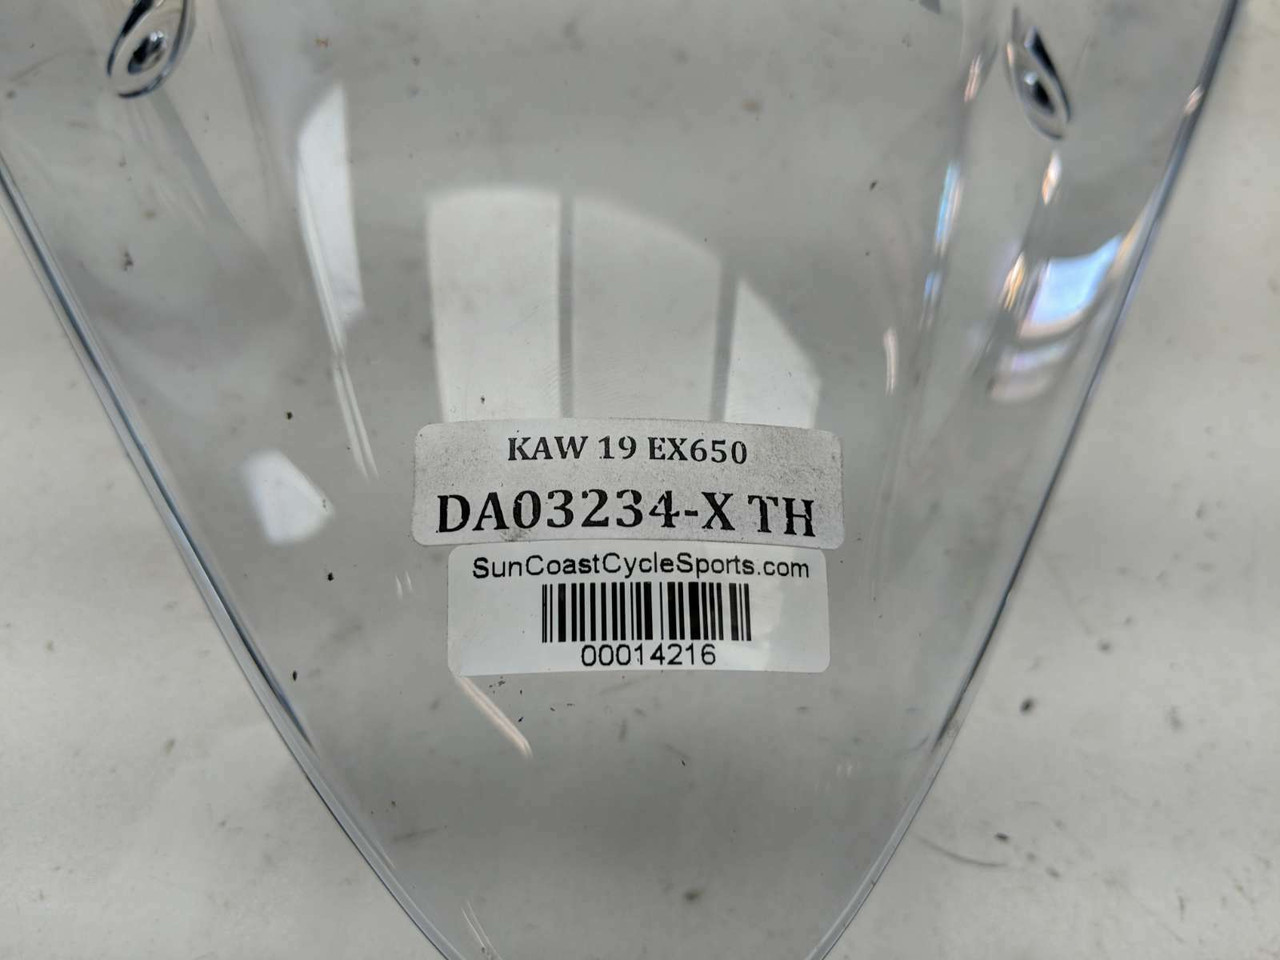 KAW 19 EX650
DA03234-X TH
SunCoastCycleSports.com
00014216